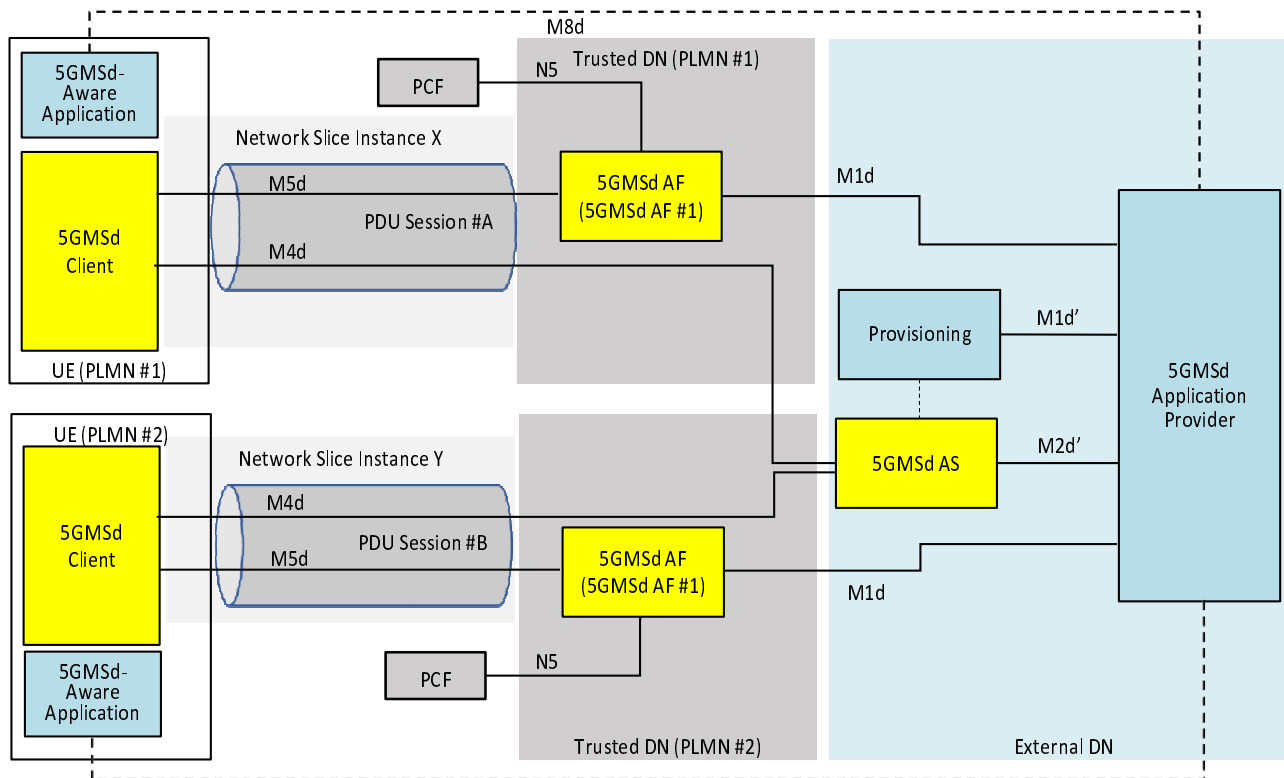 M8d
5GMSd-
Aware
Application
PCF
N5
Trusted DN (PLMN #1)
Network Slice Instance X
M5d
PDU Session #A
M4d
5GMSd
Client
UE (PLMN #1)
5GMSd AF
(5GMSd AF #1)
M1d
Provisioning
M1d’
5GMSd
Application
Provider
5GMSd AS
M2d’
UE (PLMN #2)
Network Slice Instance Y
M4d
PDU Session #B
M5d
5GMSd
Client
5GMSd AF
(5GMSd AF #1)
M1d
5GMSd-
Aware
Application
PCF
N5
Trusted DN (PLMN #2)
External DN